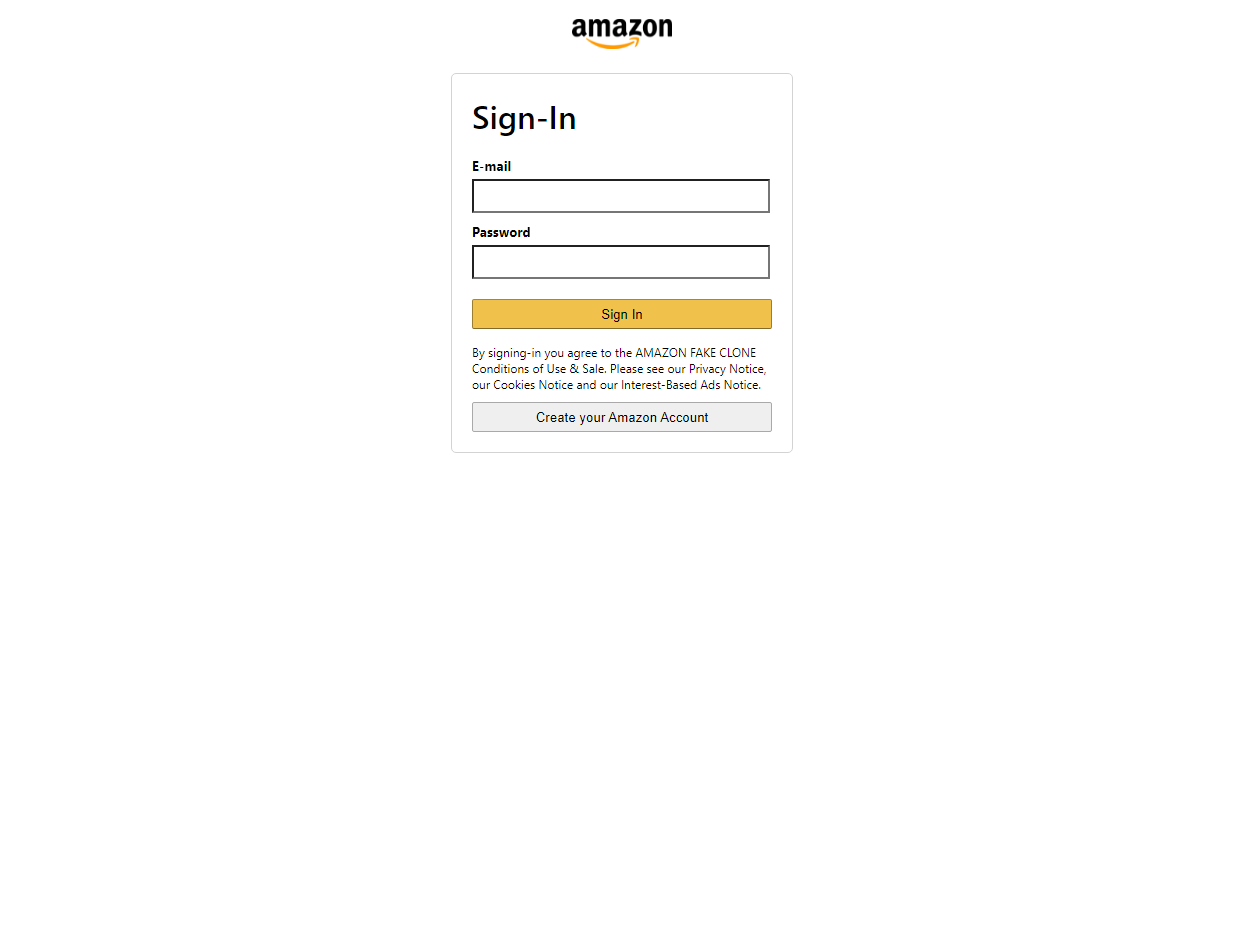 amazon
Sign-In
E-mail
Password
Sign In
By signing-in you agree to the AMAZON FAKE CLONE
Conditions of Use & Sale. Please see our Privacy Notice,
our Cookies Notice and our Interest-Based Ads Notice.
Create your Amazon Account